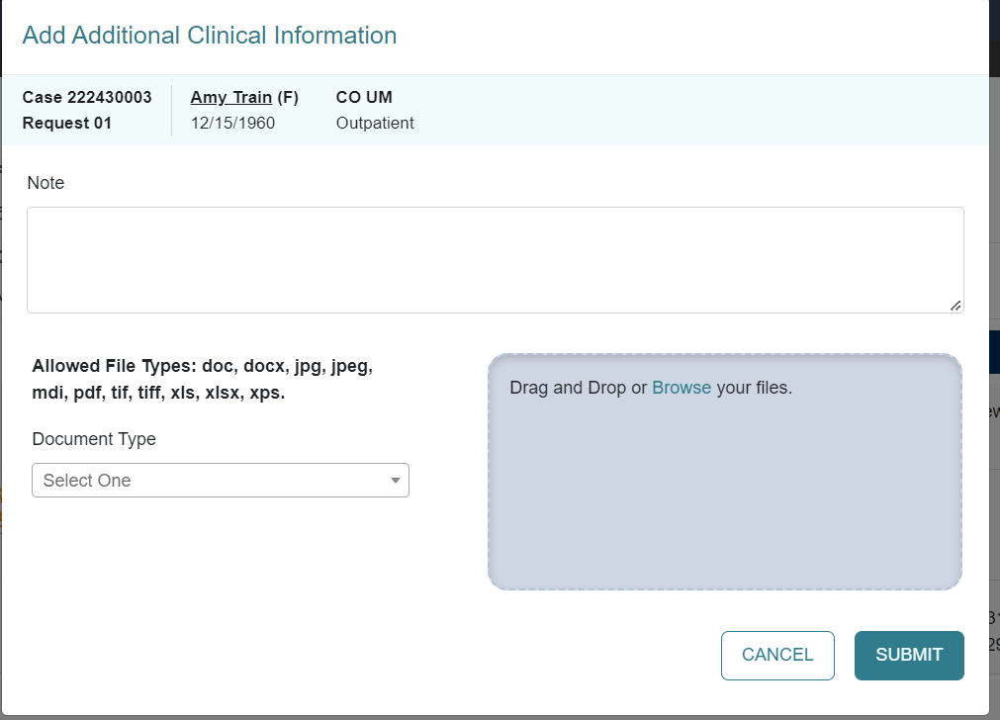 Add Additional Clinical Information
Case 222430003
Request 01
Amy Train (F)
12/15/1960
CO UM
Outpatient
Note
Allowed File Types: doc, docx, jpg, jpeg,
mdi, pdf, tif, tiff, xls, xlsx, xps.
Document Type
Select One
Drag and Drop or Browse your files.
CANCEL
SUBMIT